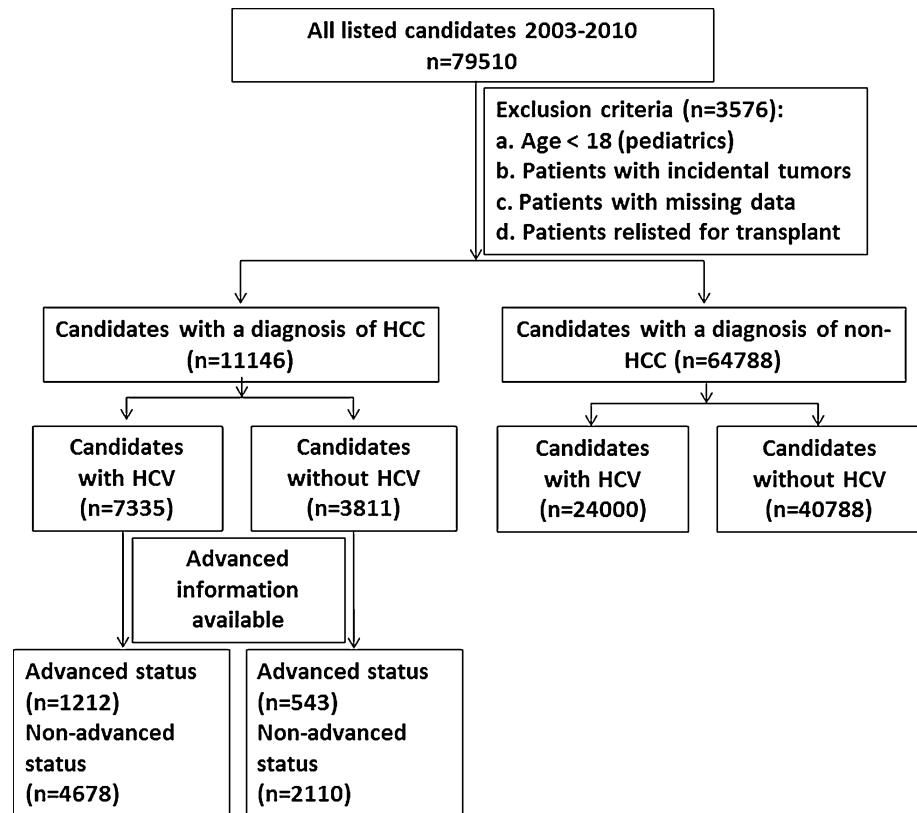 All listed candidates 2003-2010
n=79510
Exclusion criteria (n=3576):
a. Age < 18 (pediatrics)
b. Patients with incidental tumors
c. Patients with missing data
d. Patients relisted for transplant
Candidates with a diagnosis of HCC
(n=11146)
Candidates with a diagnosis of non-
HCC (n=64788)
Candidates
with HCV
(n=7335)
Candidates
without HCV
(n=3811)
Candidates
with HCV
(n=24000)
Candidates
without HCV
(n=40788)
Advanced
information
available
Advanced status
(n=1212)
Non-advanced
status
(n=4678)
Advanced status
(n=543)
Non-advanced
status
(n=2110)